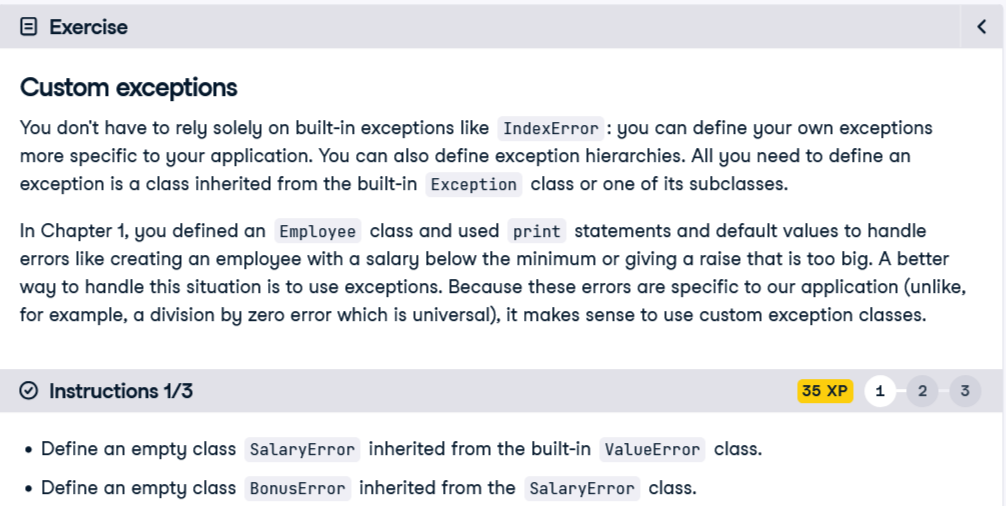 Exercise
Custom exceptions
You don't have to rely solely on built-in exceptions like IndexError: you can define your own exceptions
more specific to your application. You can also define exception hierarchies. All you need to define an
exception is a class inherited from the built-in Exception class or one of its subclasses.
In Chapter 1, you defined an Employee class and used print statements and default values to handle
errors like creating an employee with a salary below the minimum or giving a raise that is too big. A better
way to handle this situation is to use exceptions. Because these errors are specific to our application (unlike,
for example, a division by zero error which is universal), it makes sense to use custom exception classes.
Instructions 1/3 35 XP 1 2 3
• Define an empty class SalaryError inherited from the built-in ValueError class.
• Define an empty class BonusError inherited from the SalaryError class.